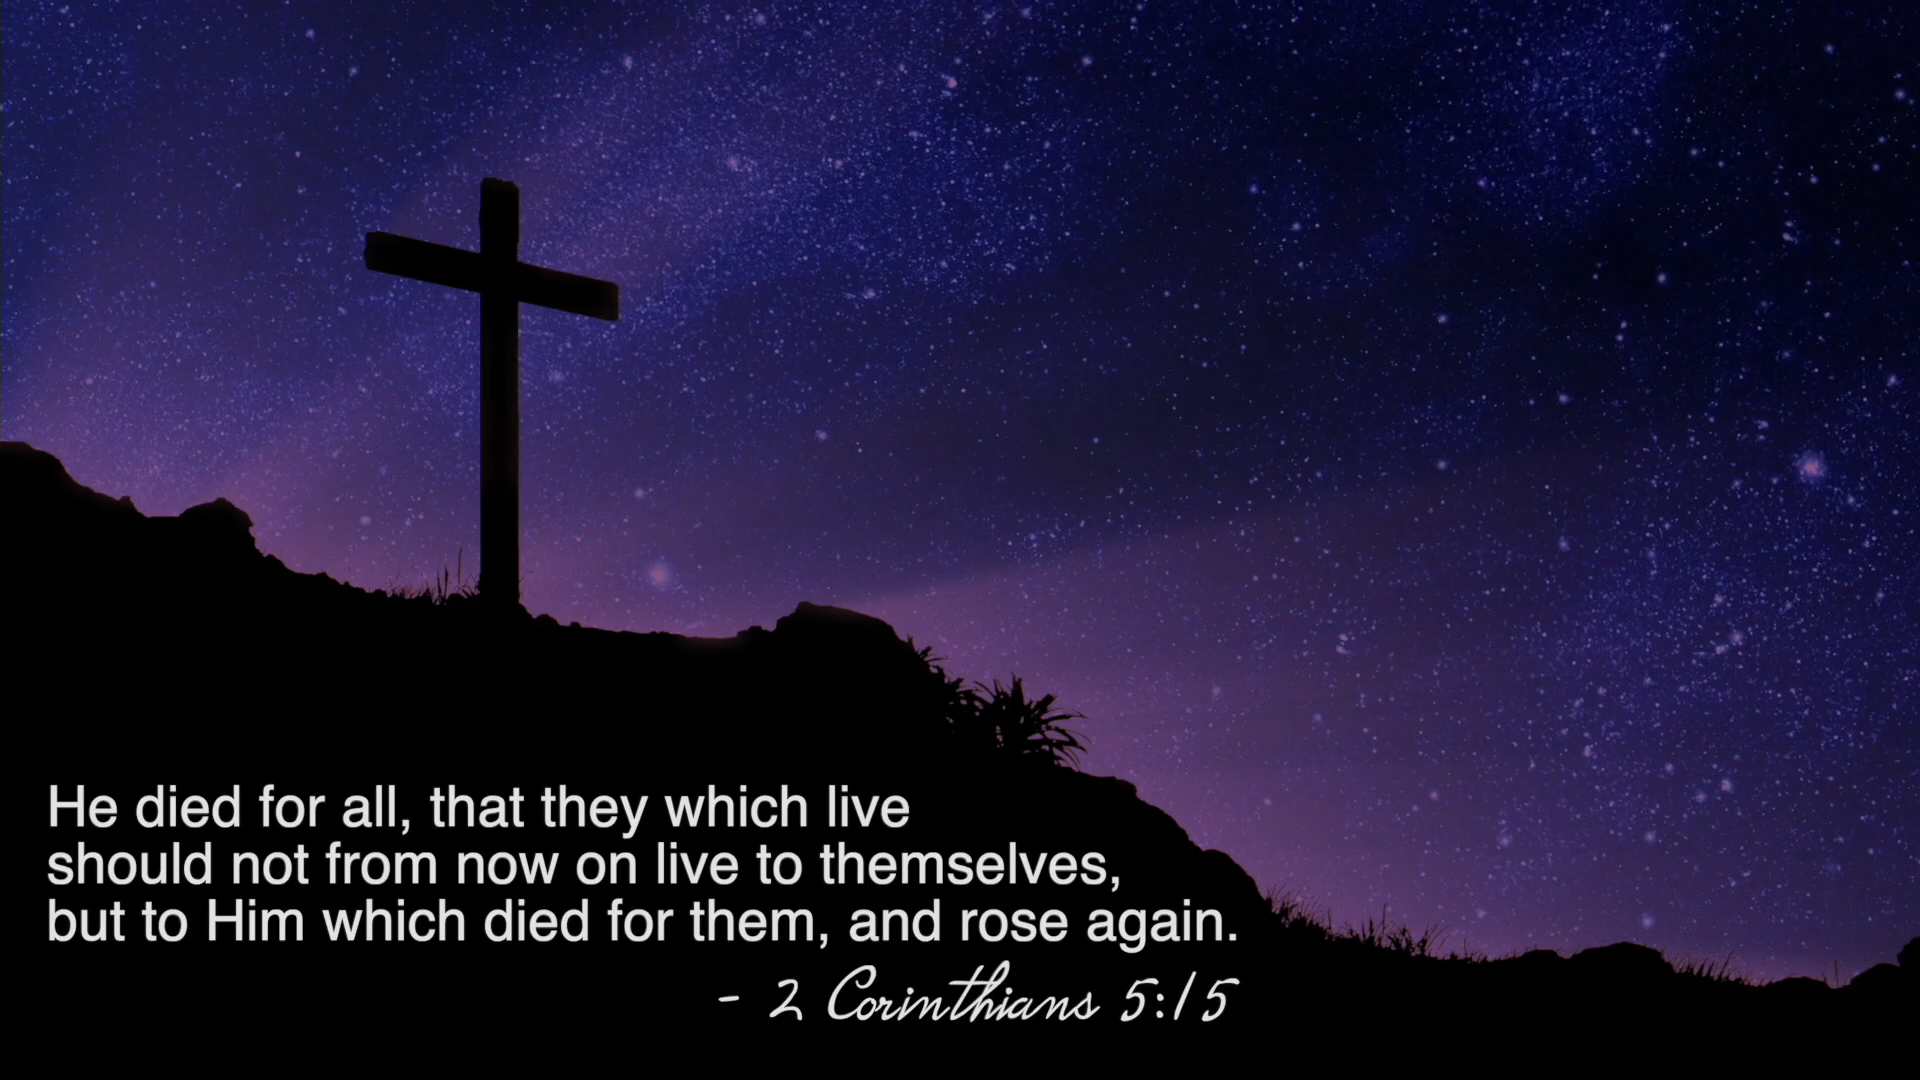 He died for all, that they which live
should not from now on live to themselves,
but to Him which died for them, and rose again.
- 2 Corinthians 5:15